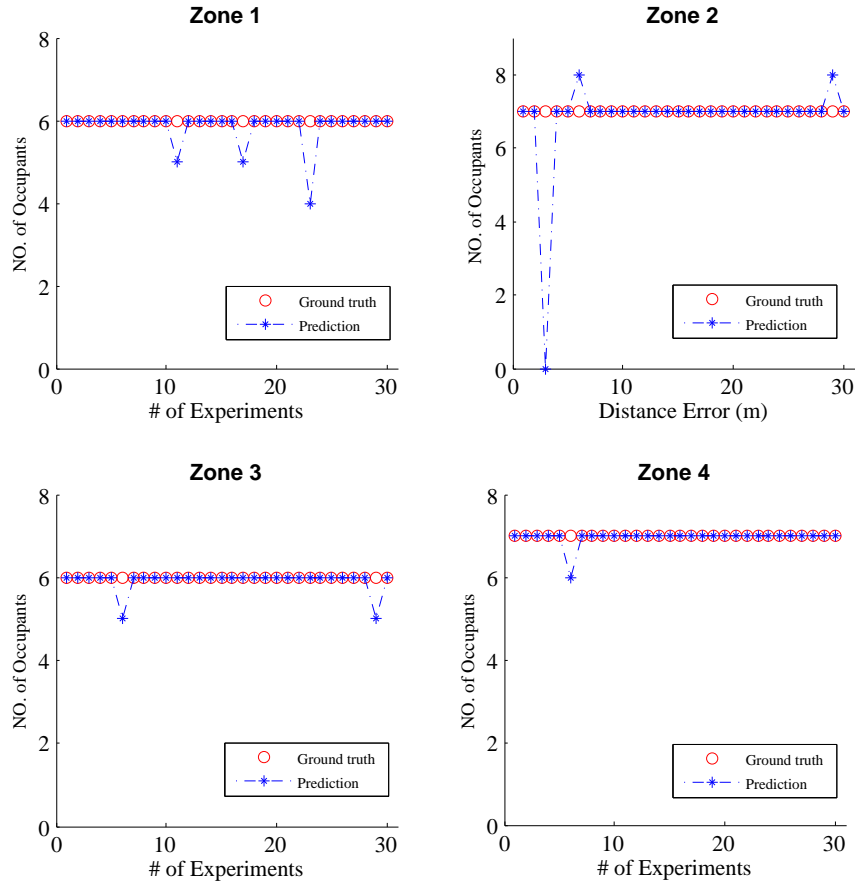 Zone 1
8
6
4
2
0
NO. of Occupants
0
10
20
30
# of Experiments
Ground truth
Prediction
Zone 2
8
6
4
2
0
NO. of Occupants
0
10
20
30
Distance Error (m)
Ground truth
Prediction
Zone 3
8
6
4
2
0
NO. of Occupants
0
10
20
30
# of Experiments
Ground truth
Prediction
Zone 4
8
6
4
2
0
NO. of Occupants
0
10
20
30
# of Experiments
Ground truth
Prediction